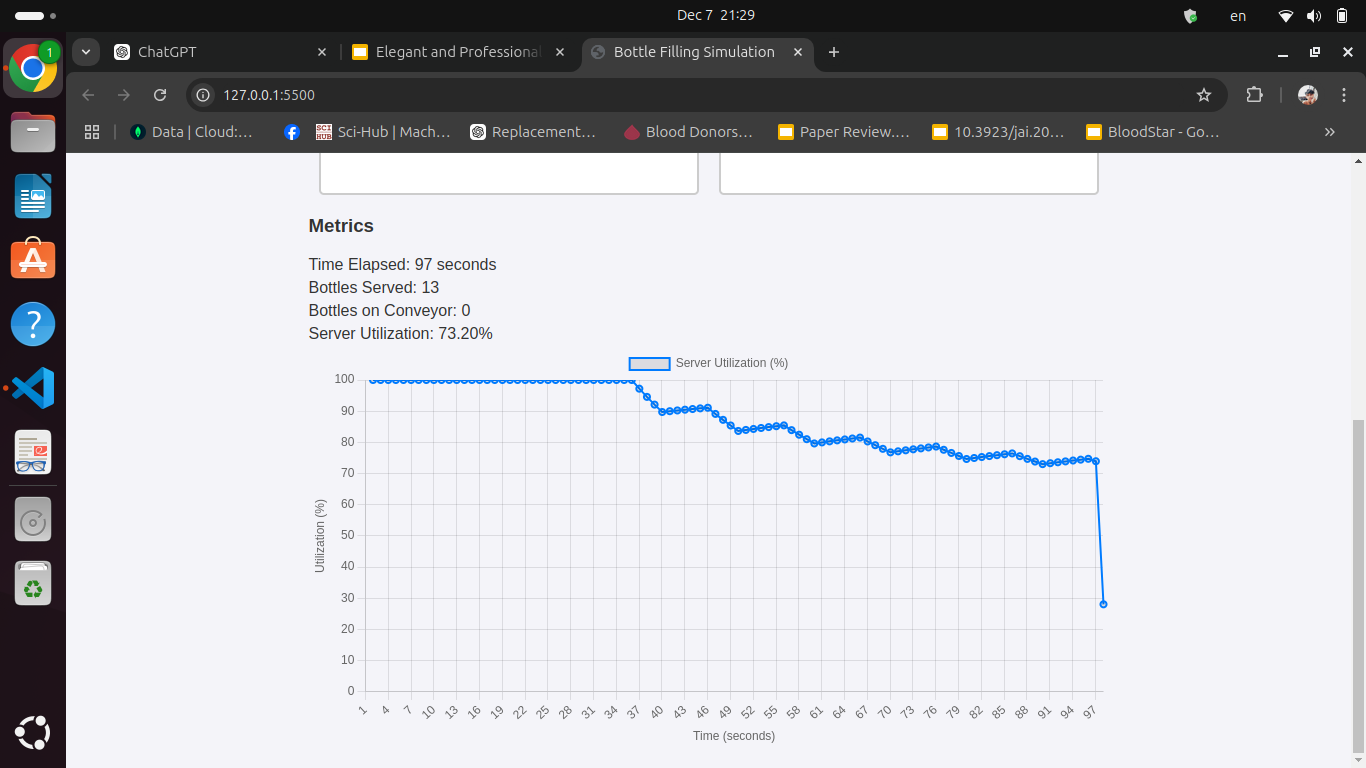 Dec 7 21:29
en
1
ChatGPT
Elegant and Professional
Bottle Filling Simulation
127.0.0.1:5500
Data | Cloud:...
SCI HUB
Sci-Hub | Mach...
Replacement...
Blood Donors...
Paper Review....
10.3923/jai.20...
BloodStar - Go...
»
Metrics
Time Elapsed: 97 seconds
Bottles Served: 13
Bottles on Conveyor: 0
Server Utilization: 73.20%
Server Utilization (%)
100
90
80
70
60
50
40
30
20
10
0
Utilization (%)
1 4 7 10 13 16 19 22 25 28 31 34 37 40 43 46 49 52 55 58 61 64 67 70 73 76 79 82 85 88 91 94 97
Time (seconds)